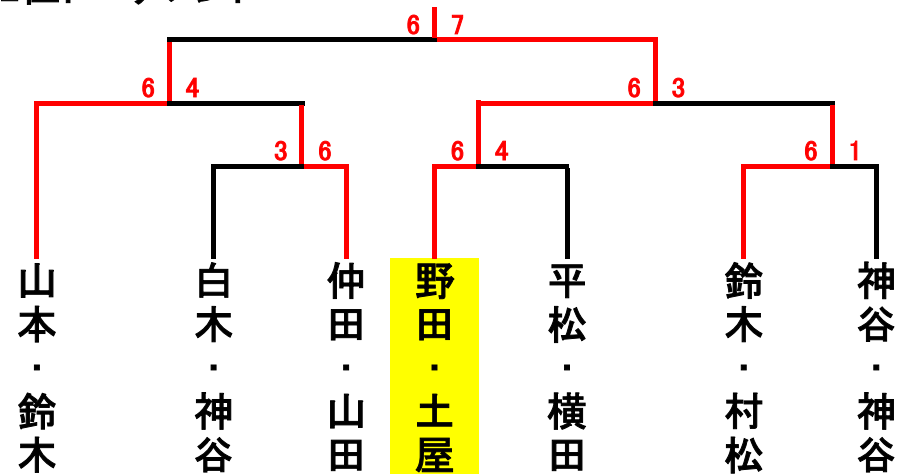 6 7
6 4
6 3
3 6
6 4
6 1
山本・鈴木
白木・神谷
仲田・山田
野田・土屋
平松・横田
鈴木・村松
神谷・神谷